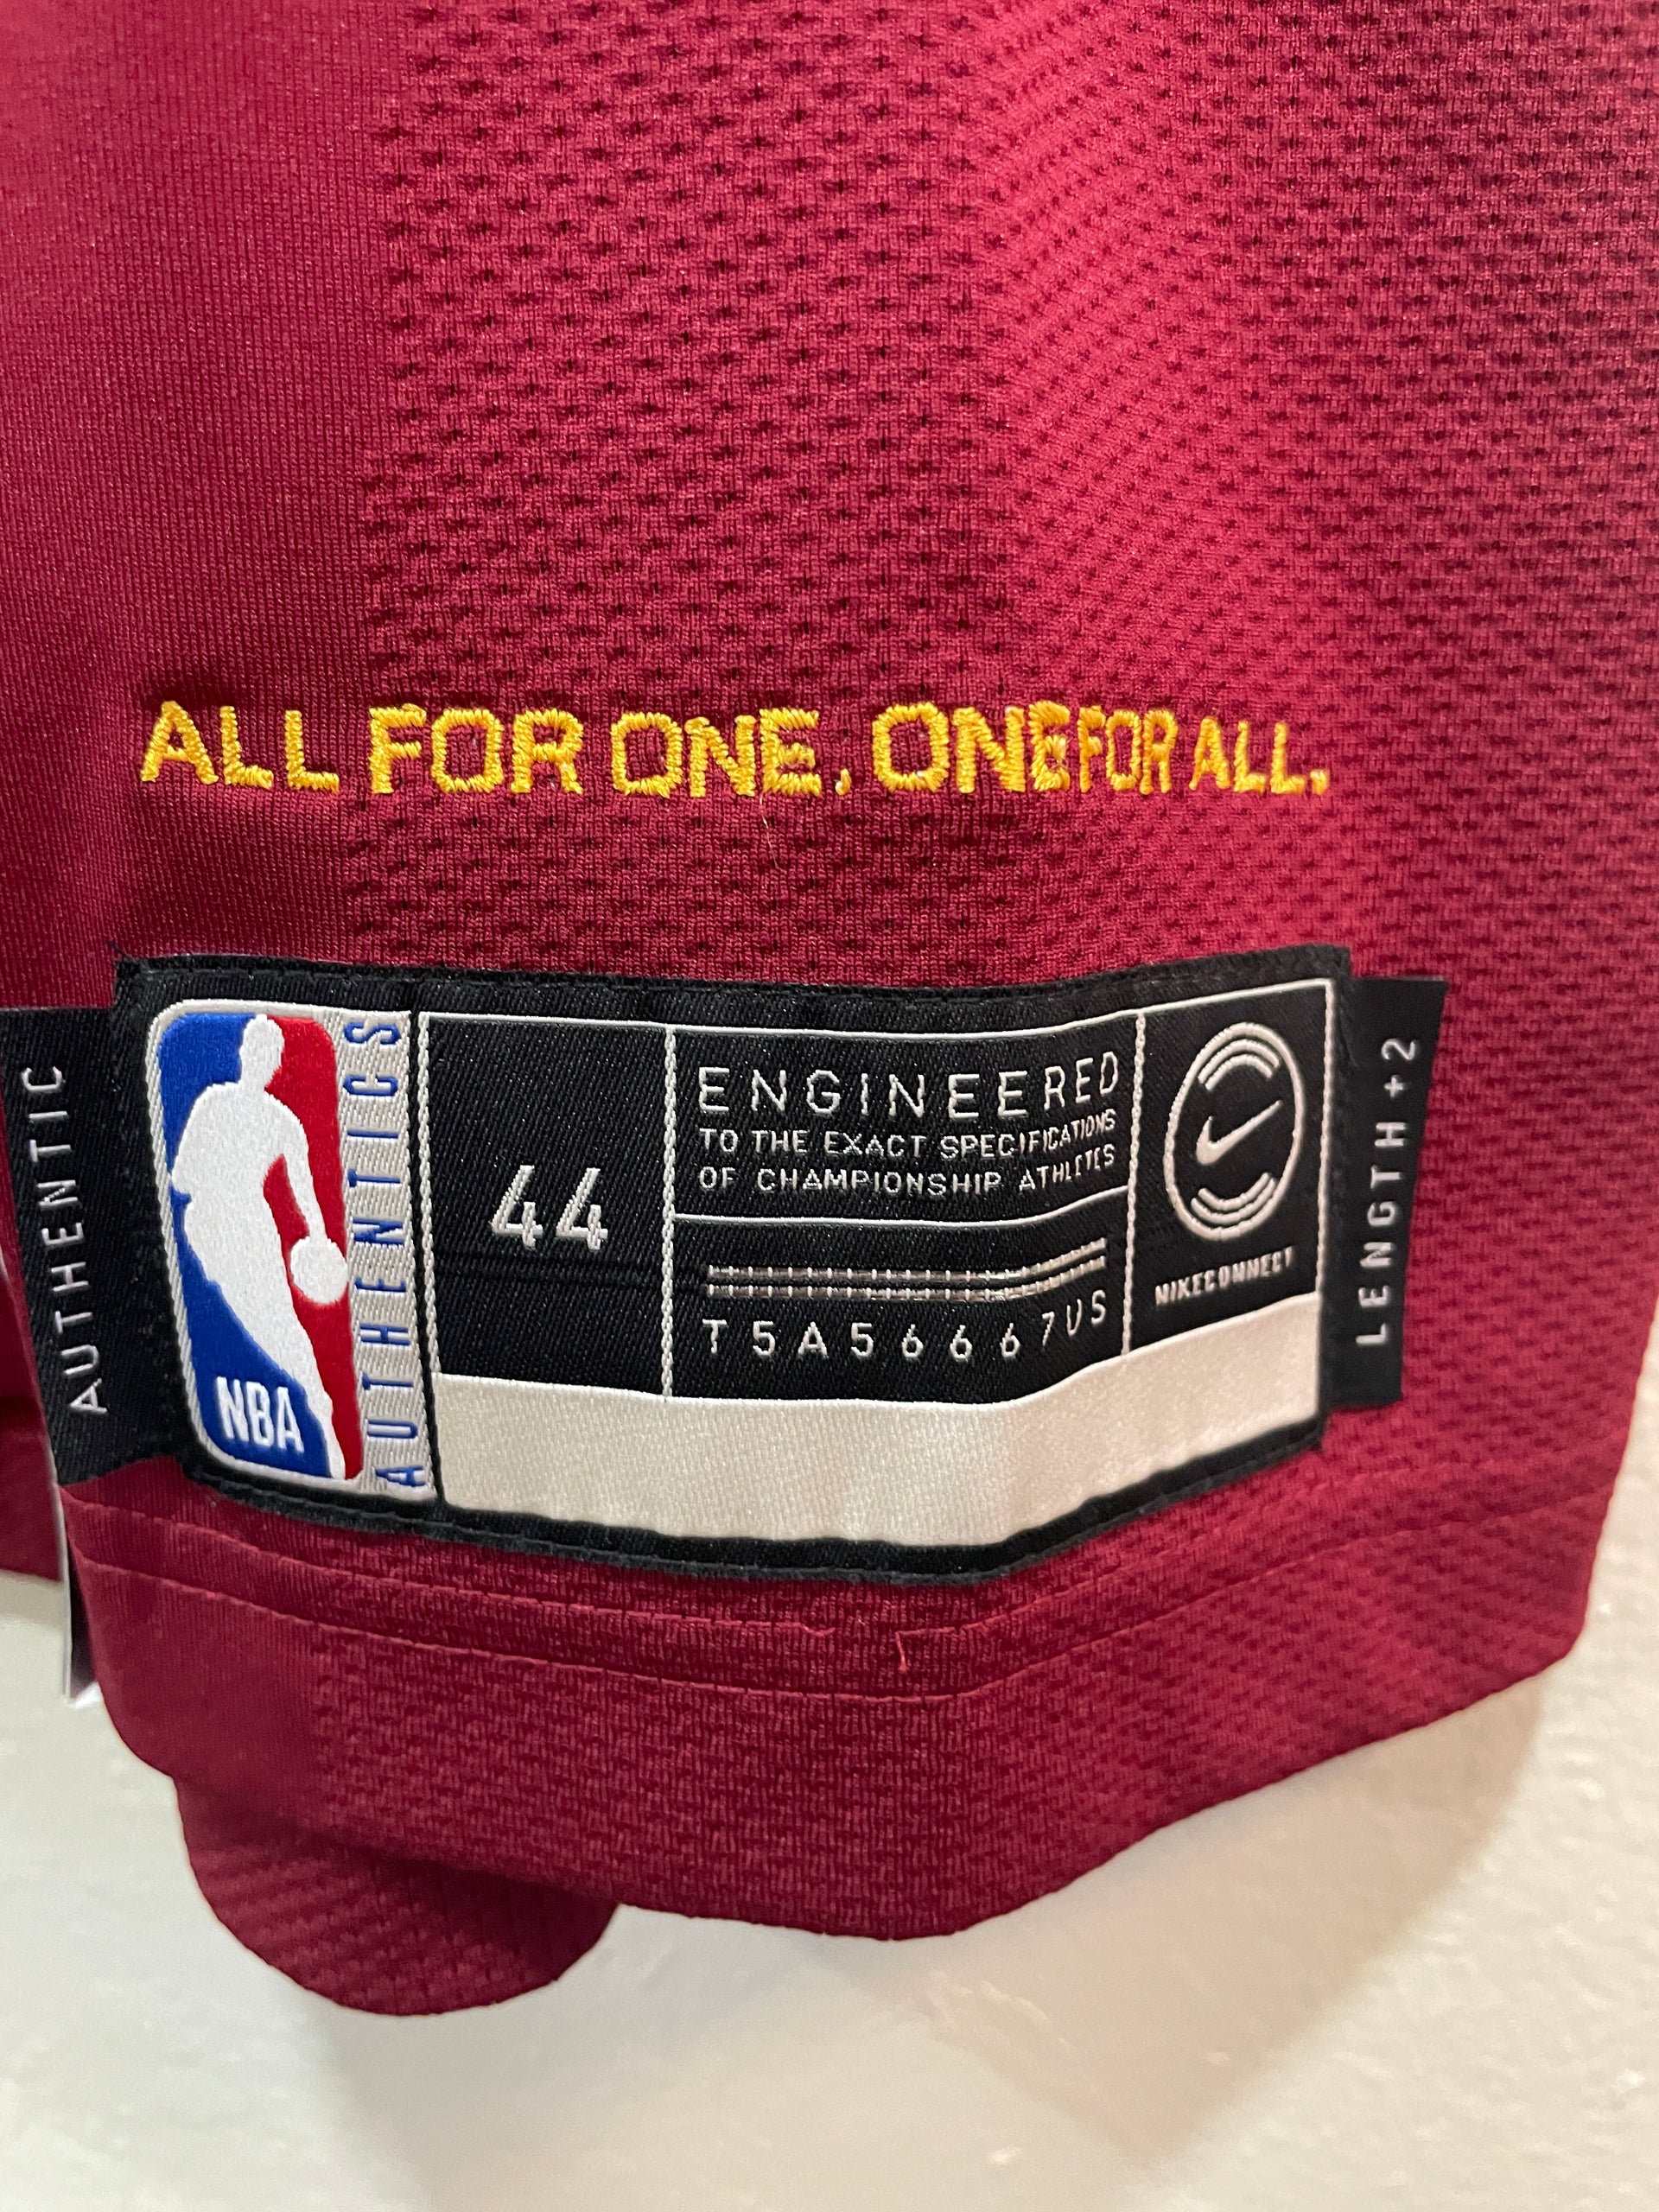 ALL FOR ONE. ONE FOR ALL.
AUTHENTIC
NBA
AUTHENTICS
44
ENGINEERED
TO THE EXACT SPECIFICATIONS
OF CHAMPIONSHIP ATHLETES
T5A56667US
NIKECONNECT
LENGTH +2